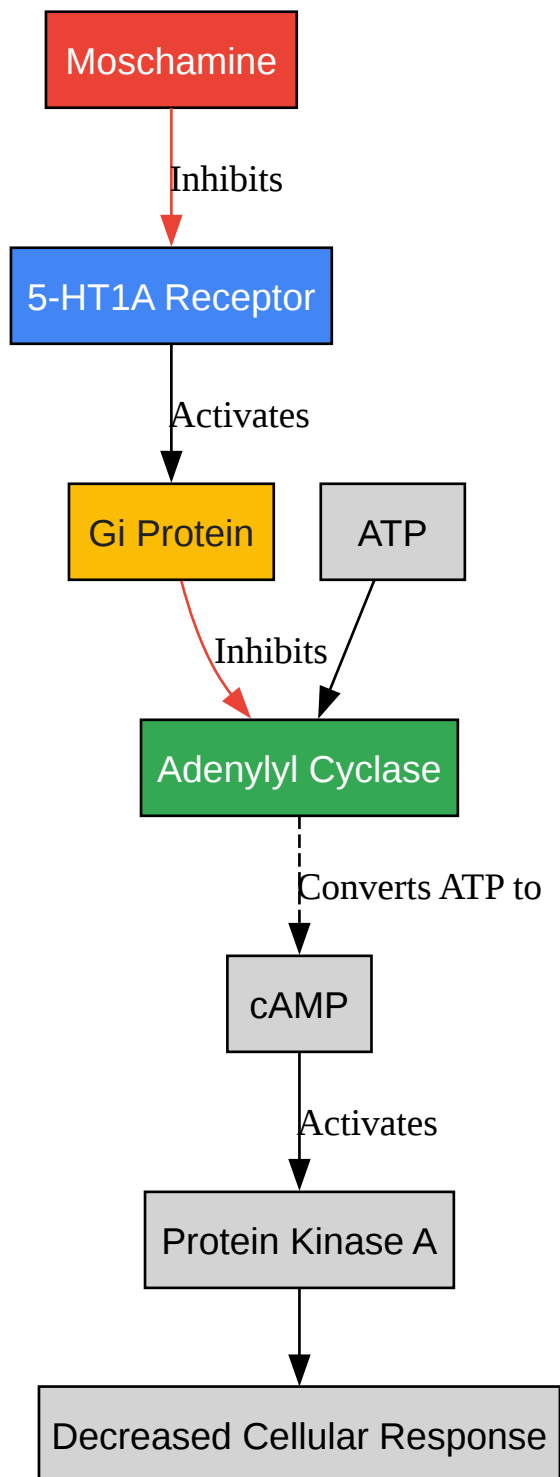 Moschamine
Inhibits
5-HT1A Receptor
Activates
Gi Protein
ATP
Inhibits
Adenylyl Cyclase
Converts ATP to
cAMP
Activates
Protein Kinase A
Decreased Cellular Response